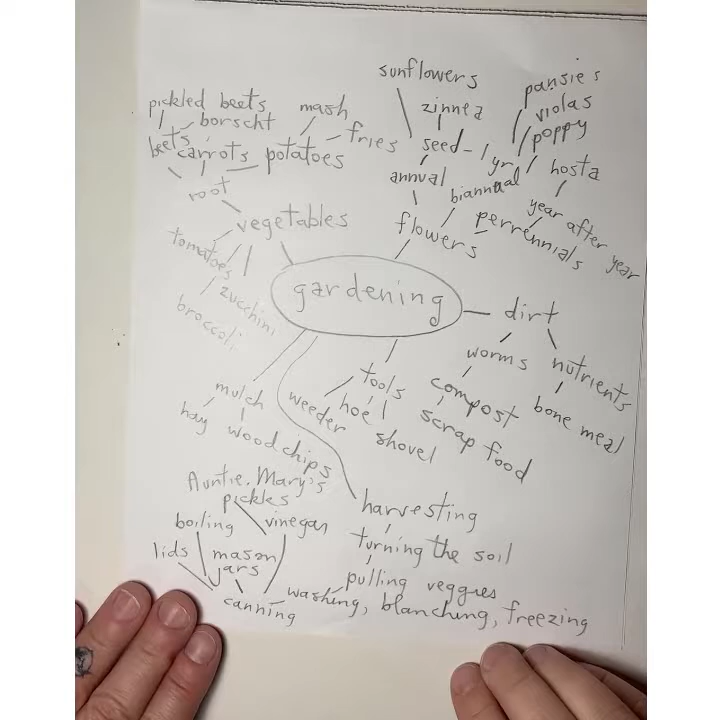 sunflowers
pansies
zinnea
violas
pickled beets
mash
borscht
fries
poppy
beets
carrots
potatoes
seed - 1 yr
hosta
annual
biannual
root
year after year
vegetables
flowers
perrennials
tomatoes
zucchini
broccoli
gardening
dirt
worms
nutrients
tools
compost
bone meal
mulch
weeder
hoe
scrap food
hay
wood chips
shovel
Auntie Mary's
pickles
harvesting
boiling
vinegar
turning the soil
lids
mason
jars
pulling veggies
canning
washing, blanching, freezing